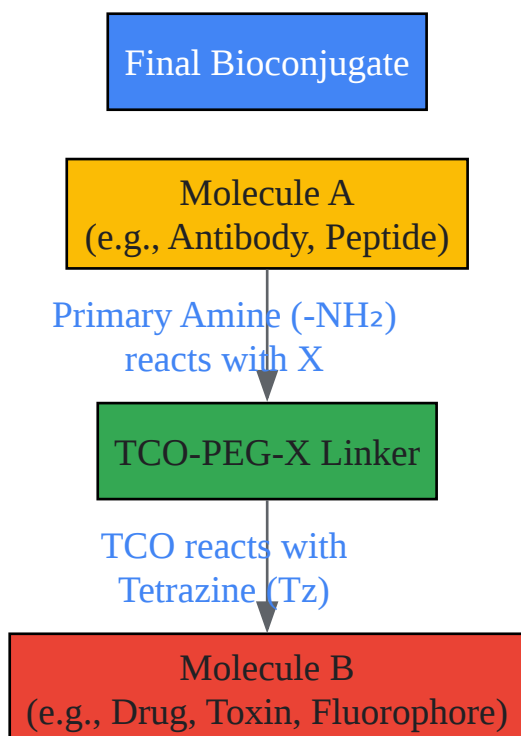 Final Bioconjugate
Molecule A
(e.g., Antibody, Peptide)
Primary Amine (-NH₂)
reacts with X
TCO-PEG-X Linker
TCO reacts with
Tetrazine (Tz)
Molecule B
(e.g., Drug, Toxin, Fluorophore)